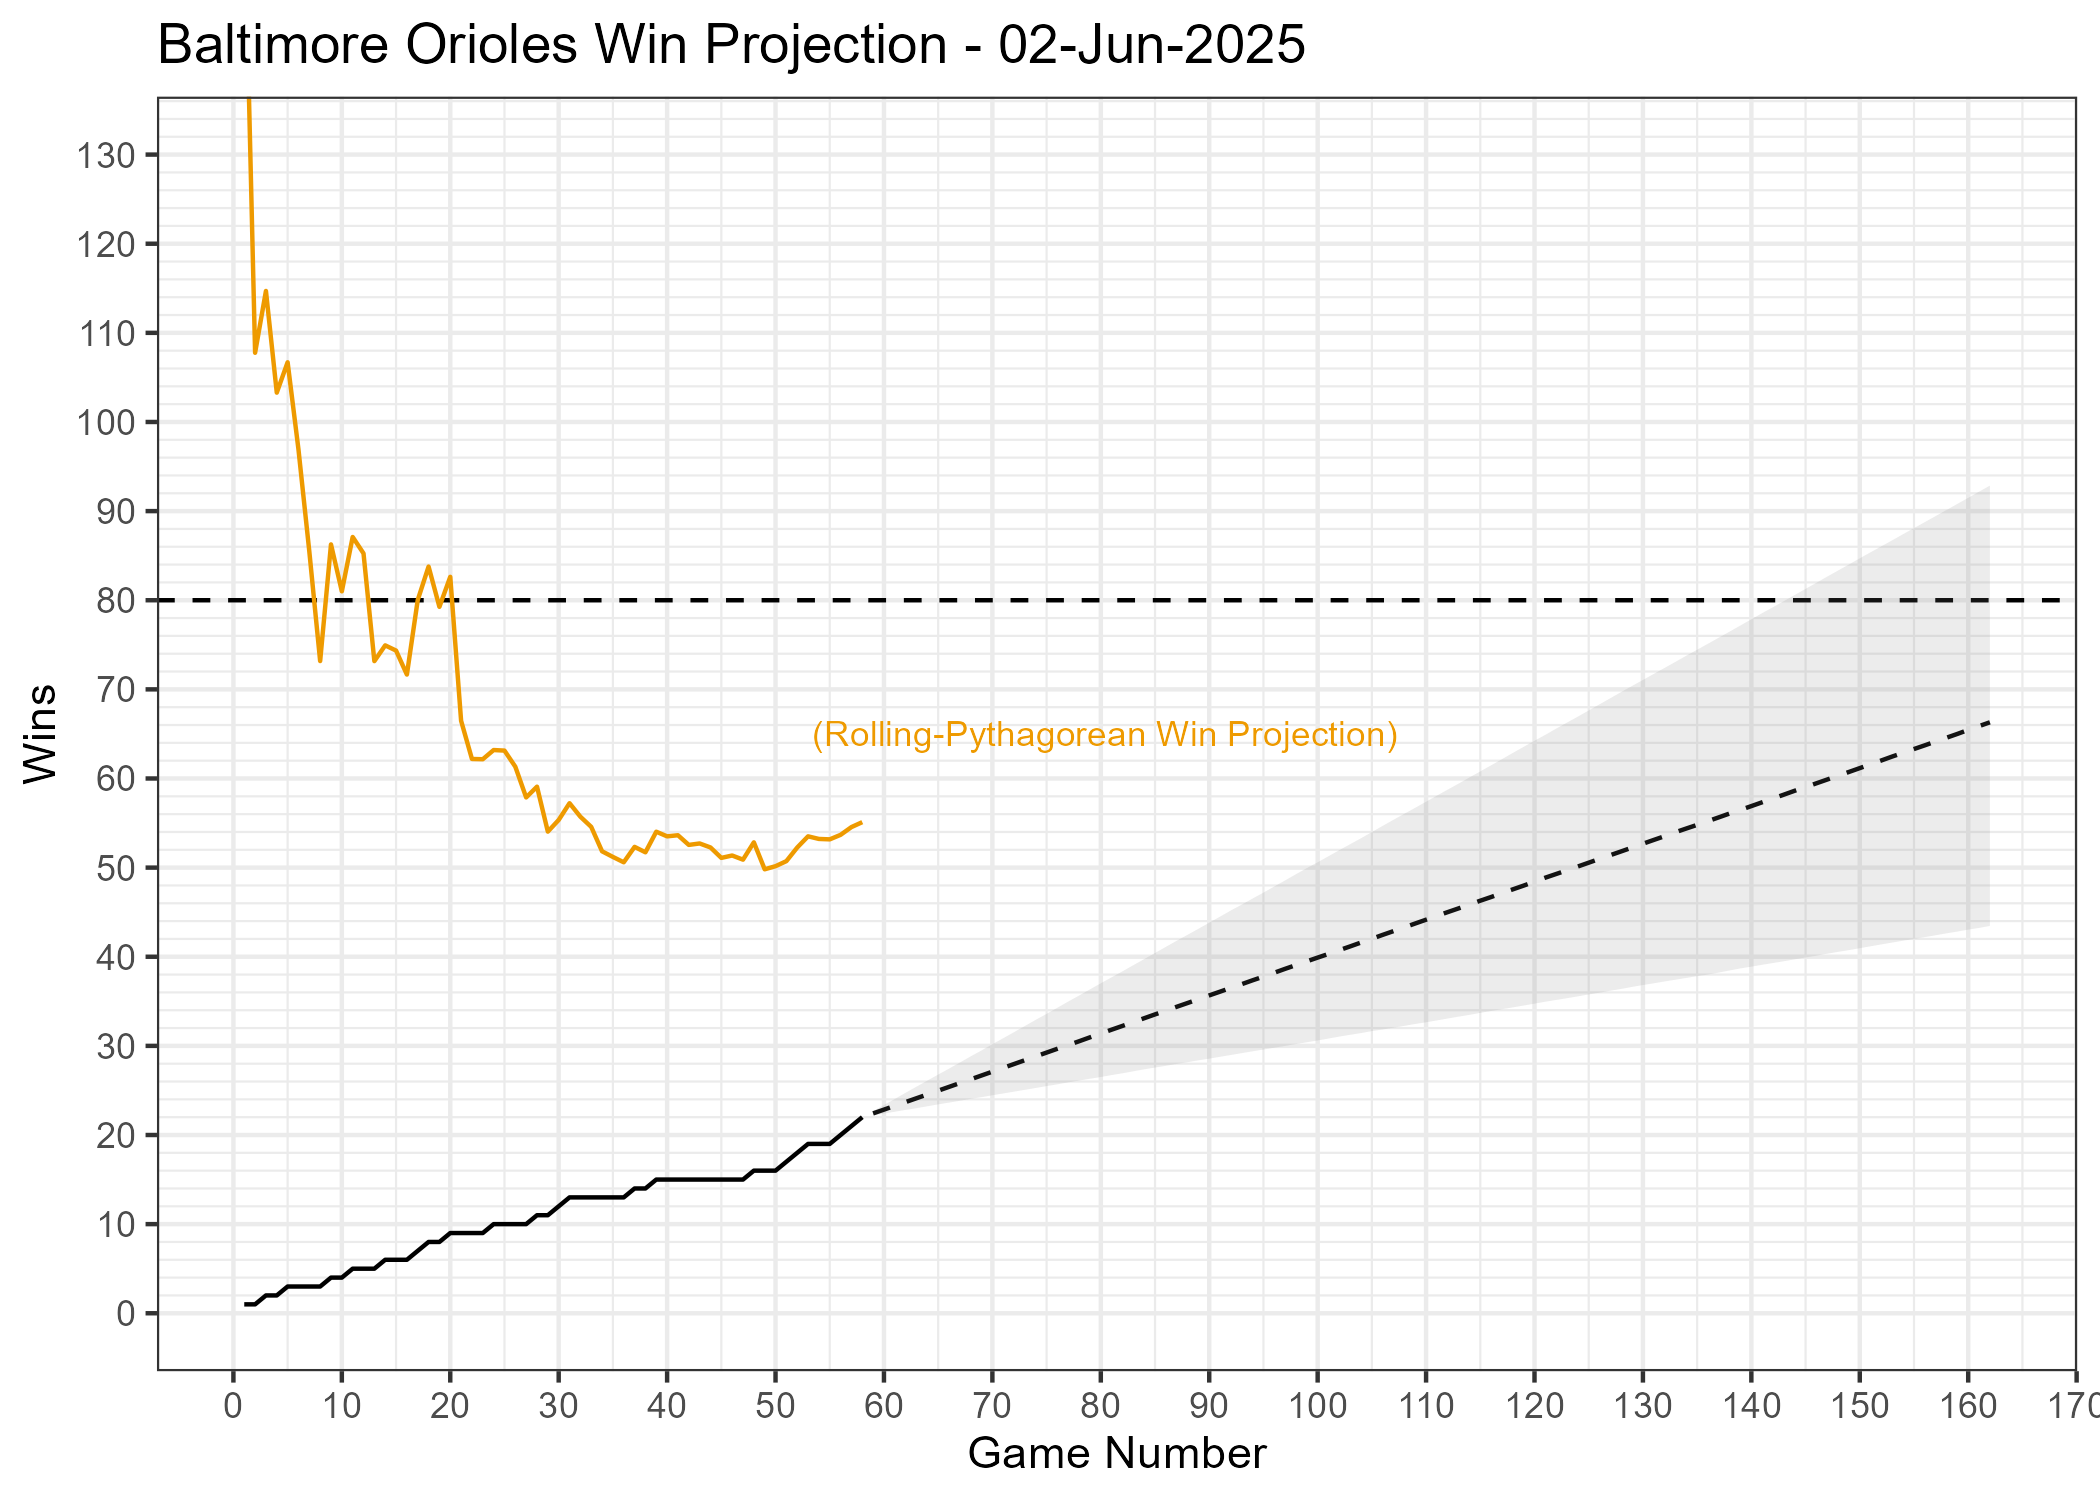 Baltimore Orioles Win Projection - 02-Jun-2025
130
120
110
100
90
80
70
60
50
40
30
20
10
0
Wins
(Rolling-Pythagorean Win Projection)
0 10 20 30 40 50 60 70 80 90 100 110 120 130 140 150 160 170
Game Number